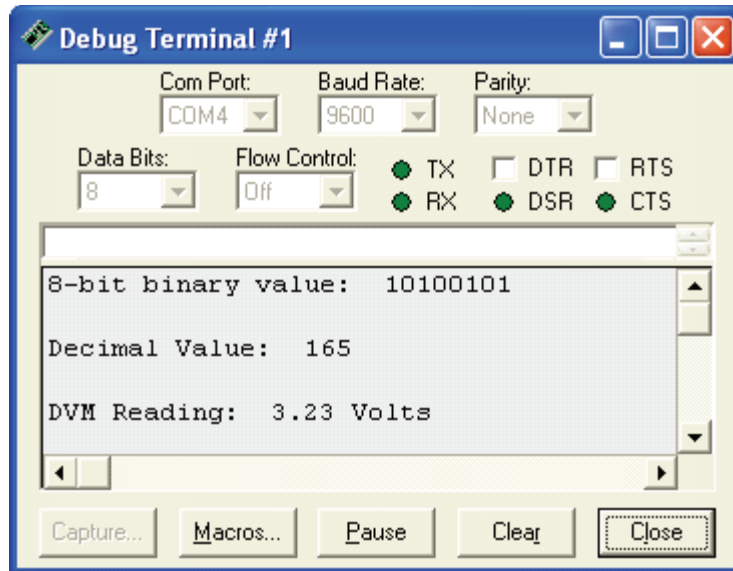 Debug Terminal #1
Com Port: Baud Rate: Parity:
COM4 9600 None
Data Bits: Flow Control: TX DTR RTS
8 Off RX DSR CTS
8-bit binary value:  10100101
Decimal Value:  165
DVM Reading:  3.23 Volts
Capture... Macros... Pause Clear Close